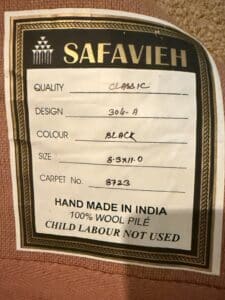 SAFAVIEH
QUALITY CLASSIC
DESIGN 304-A
COLOUR BLACK
SIZE 8-3X11-0
CARPET No. 8723
HAND MADE IN INDIA
100% WOOL PILE
CHILD LABOUR NOT USED